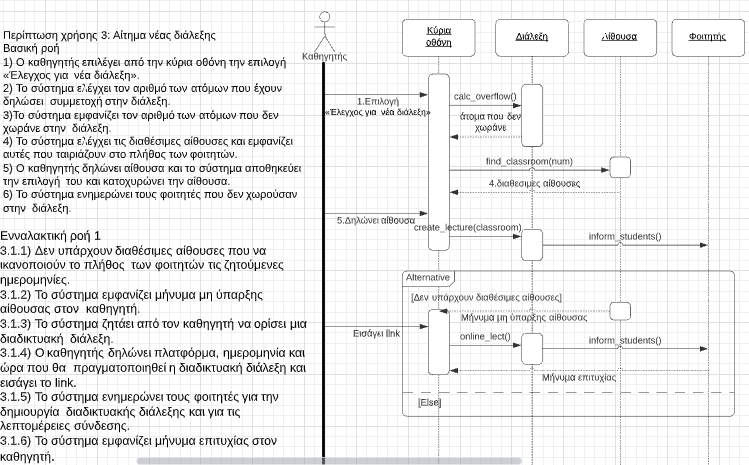 Περίπτωση χρήσης 3: Αίτημα νέας διάλεξης
Βασική ροή
1) Ο καθηγητής επιλέγει από την κύρια οθόνη την επιλογή
«Έλεγχος για νέα διάλεξη».
2) Το σύστημα ελέγχει τον αριθμό των ατόμων που έχουν
δηλώσει συμμετοχή στην διάλεξη.
3)Το σύστημα εμφανίζει τον αριθμό των ατόμων που δεν
χωράνε στην διάλεξη.
4) Το σύστημα ελέγχει τις διαθέσιμες αίθουσες και εμφανίζει
αυτές που ταιριάζουν στο πλήθος των φοιτητών.
5) Ο καθηγητής δηλώνει αίθουσα και το σύστημα αποθηκεύει
την επιλογή του και κατοχυρώνει την αίθουσα.
6) Το σύστημα ενημερώνει τους φοιτητές που δεν χωρούσαν
στην διάλεξη.
Ενναλακτική ροή 1
3.1.1) Δεν υπάρχουν διαθέσιμες αίθουσες που να
ικανοποιούν το πλήθος των φοιτητών τις ζητούμενες
ημερομηνίες.
3.1.2) Το σύστημα εμφανίζει μήνυμα μη ύπαρξης
αίθουσας στον καθηγητή.
3.1.3) Το σύστημα ζητάει από τον καθηγητή να ορίσει μια
διαδικτυακή διάλεξη.
3.1.4) Ο καθηγητής δηλώνει πλατφόρμα, ημερομηνία και
ώρα που θα πραγματοποιηθεί η διαδικτυακή διάλεξη και
εισάγει το link.
3.1.5) Το σύστημα ενημερώνει τους φοιτητές για την
δημιουργία διαδικτυακής διάλεξης και για τις
λεπτομέρειες σύνδεσης.
3.1.6) Το σύστημα εμφανίζει μήνυμα επιτυχίας στον
καθηγητή.
Καθηγητής
Κύρια
οθόνη
Διάλεξη
Αίθουσα
Φοιτητής
1.Επιλογή
«Έλεγχος για νέα διάλεξη»
calc_overflow()
άτομα που δεν
χωράνε
find_classroom(num)
4.διαθεσιμες αίθουσες
5.Δηλώνει αίθουσα
create_lecture(classroom)
inform_students()
Alternative
[Δεν υπάρχουν διαθέσιμες αίθουσες]
Μήνυμα μη ύπαρξης αίθουσας
Εισάγει link
online_lect()
inform_students()
Μήνυμα επιτυχίας
[Else]